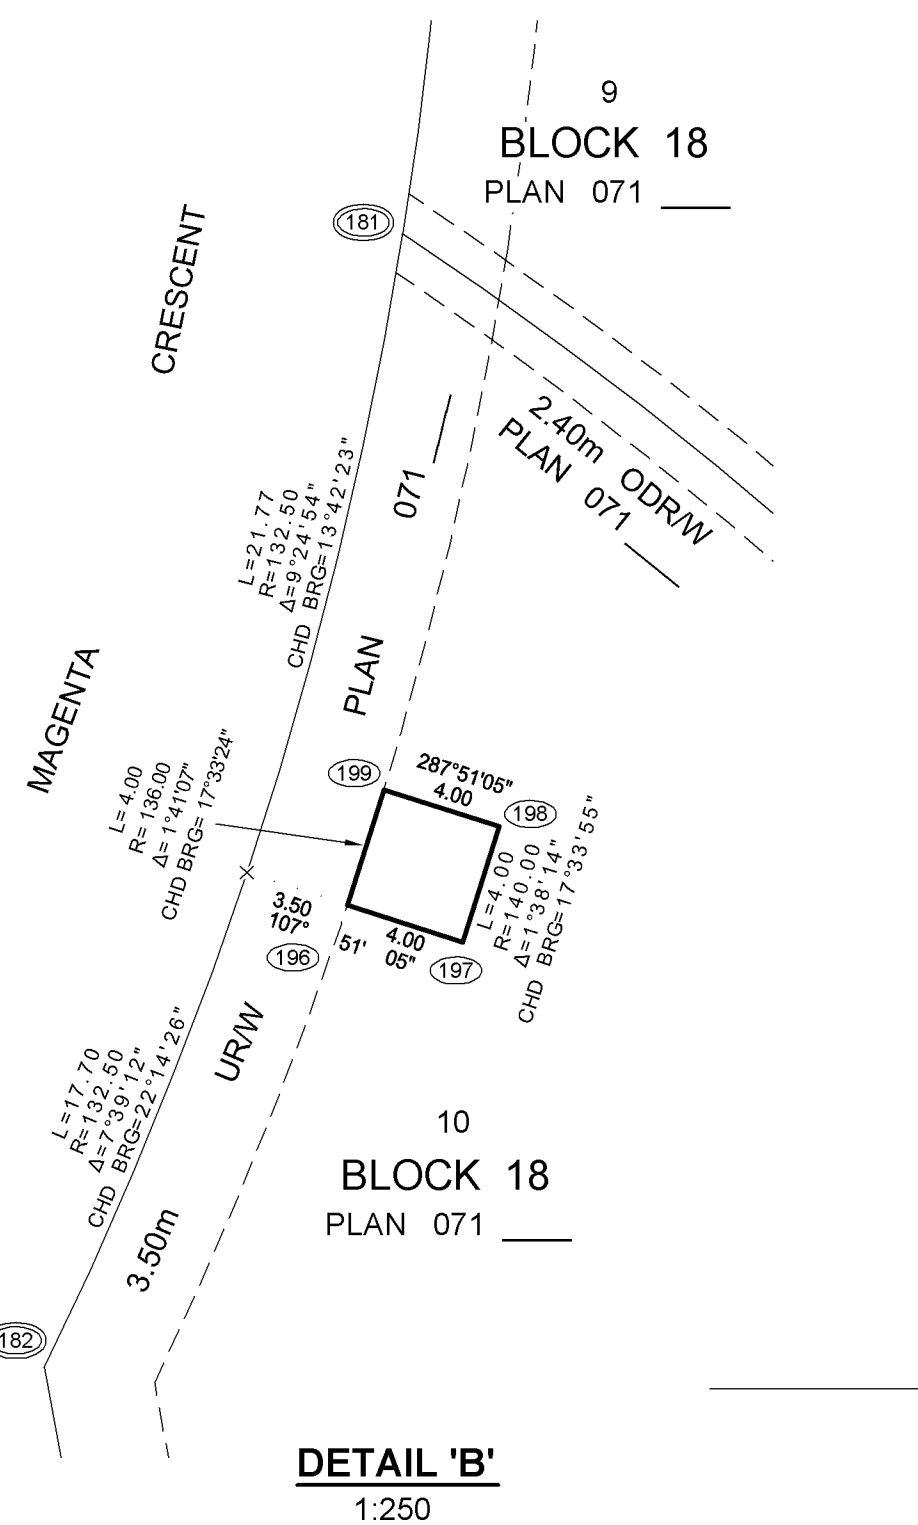 9
BLOCK 18
PLAN 071 ____
181
CRESCENT
2.40m ODR/W
PLAN 071 ____
071 ____
L=21.77
R=132.50
Δ=9°24'54"
CHD BRG=13°42'23"
PLAN
MAGENTA
L= 4.00
R= 136.00
Δ= 1°41'07"
CHD BRG= 17°33'24"
199
287°51'05"
4.00
198
L=4.00
R=140.00
Δ=1°38'14"
CHD BRG=17°33'55"
3.50
107° 51' 05"
4.00
196
197
UR/W
L=17.70
R=132.50
Δ=7°39'12"
CHD BRG=22°14'26"
10
BLOCK 18
PLAN 071 ____
3.50m
182
DETAIL 'B'
1:250